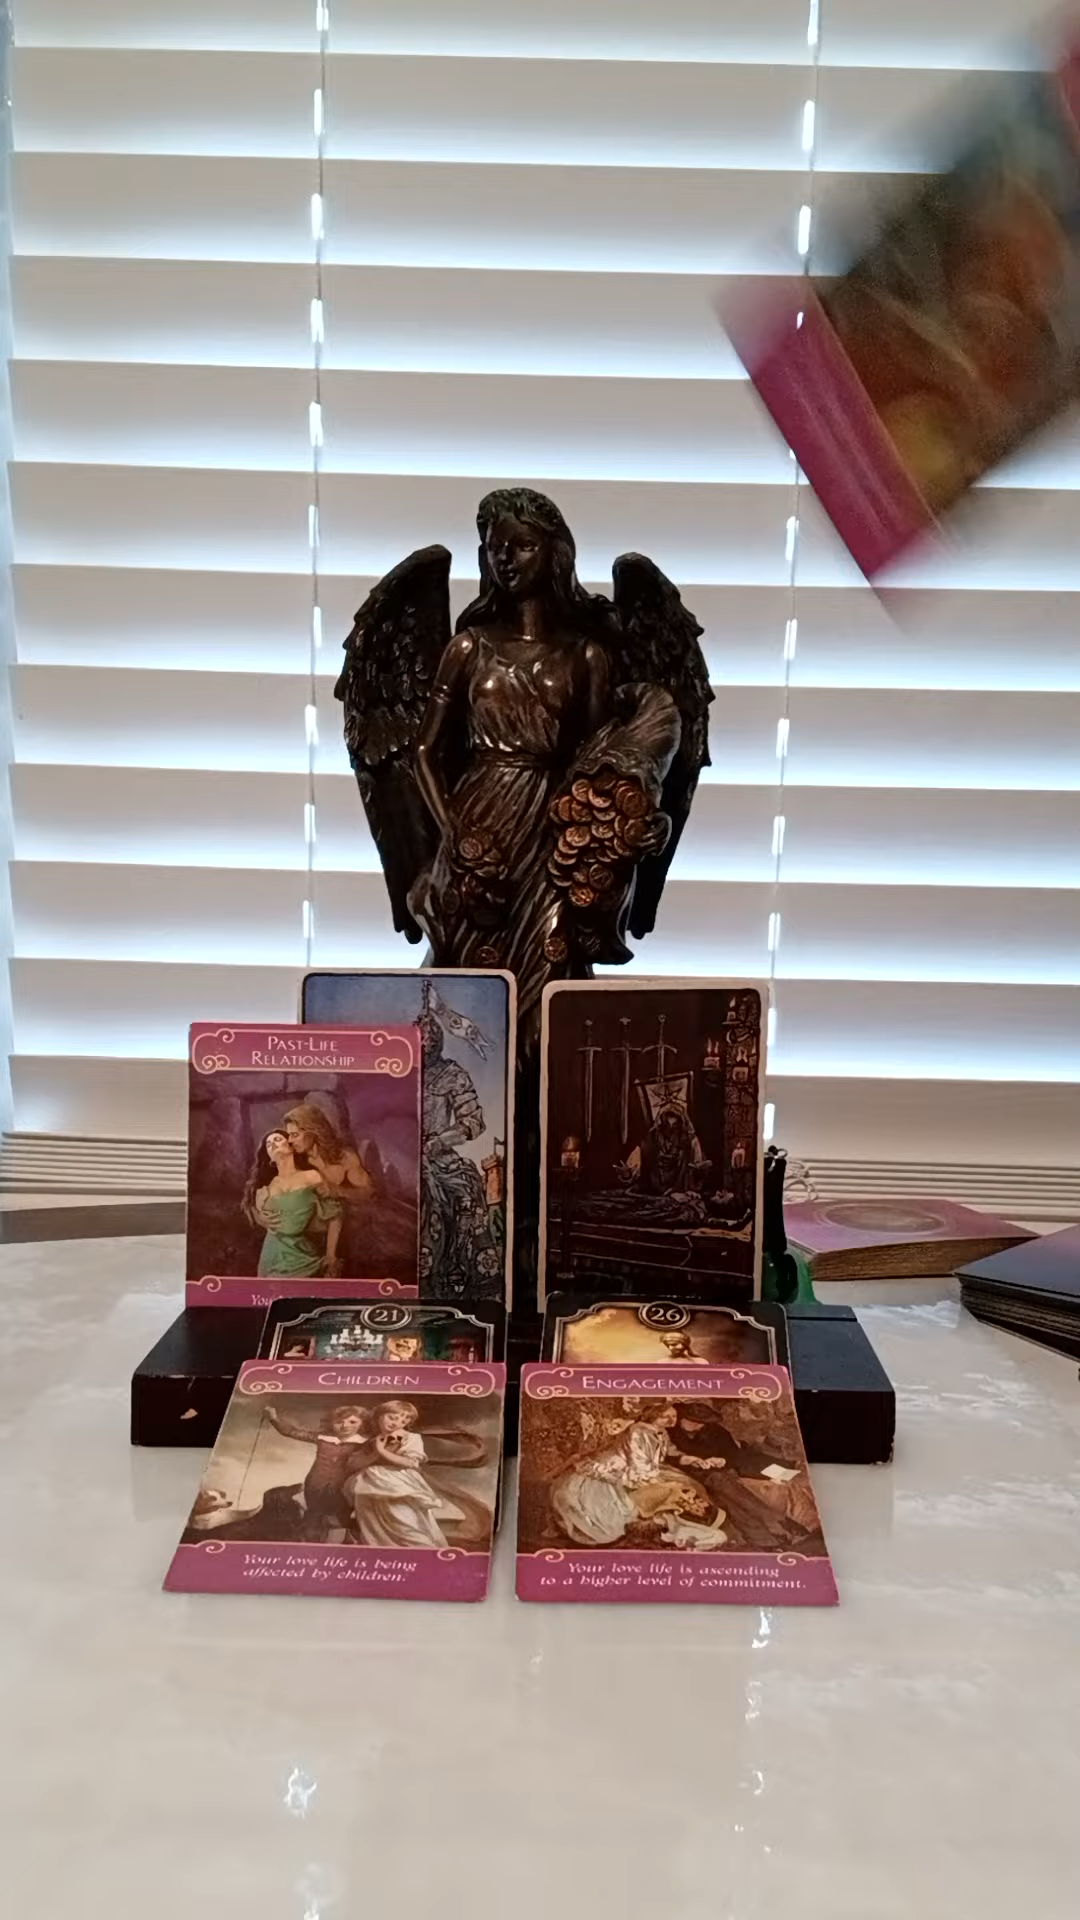 PAST-LIFE
RELATIONSHIP
You
21
26
CHILDREN
ENGAGEMENT
Your love life is being
affected by children.
Your love life is ascending
to a higher level of commitment.